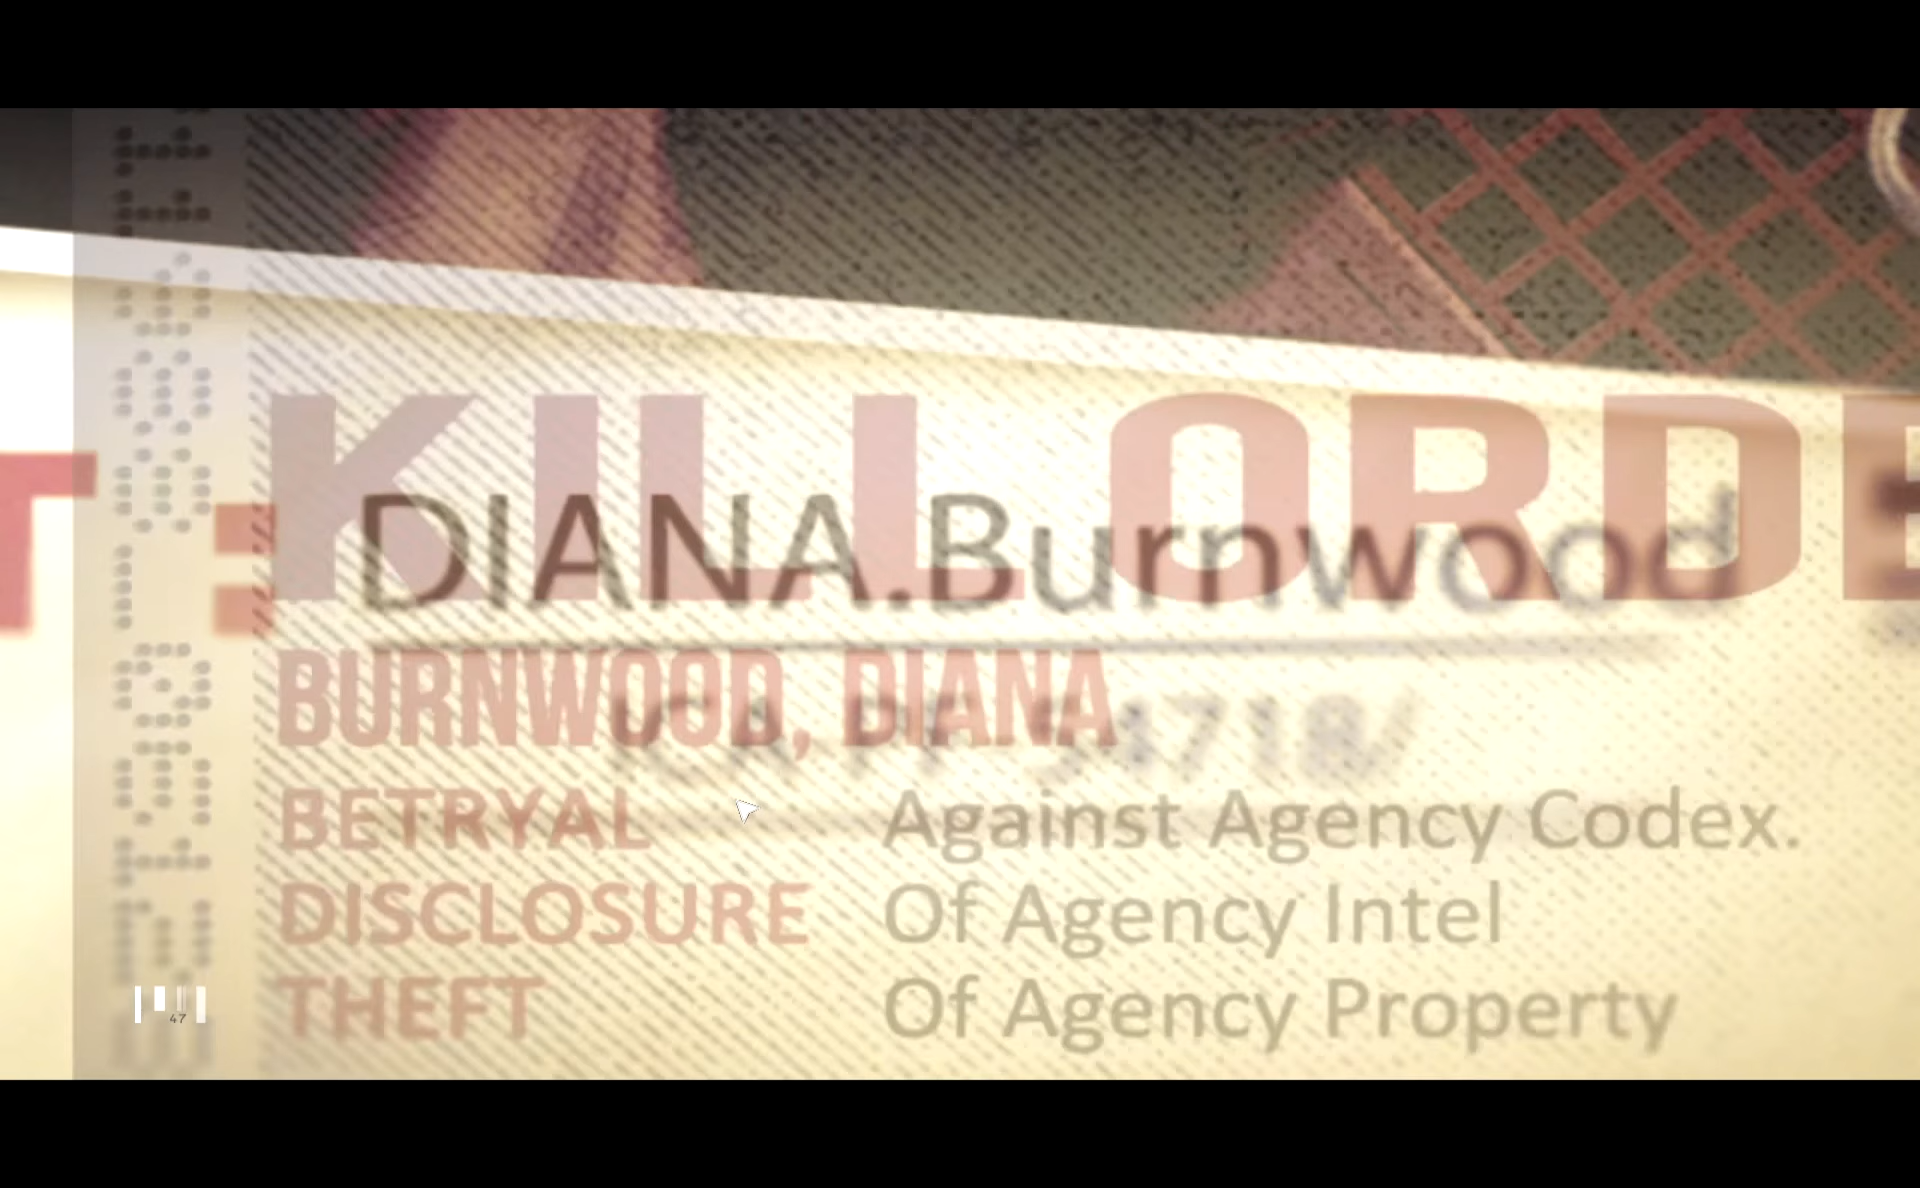 KILL ORDE
DIANA.Burnwood
BURNWOOD, DIANA
BETRYAL Against Agency Codex.
DISCLOSURE Of Agency Intel
THEFT Of Agency Property
47